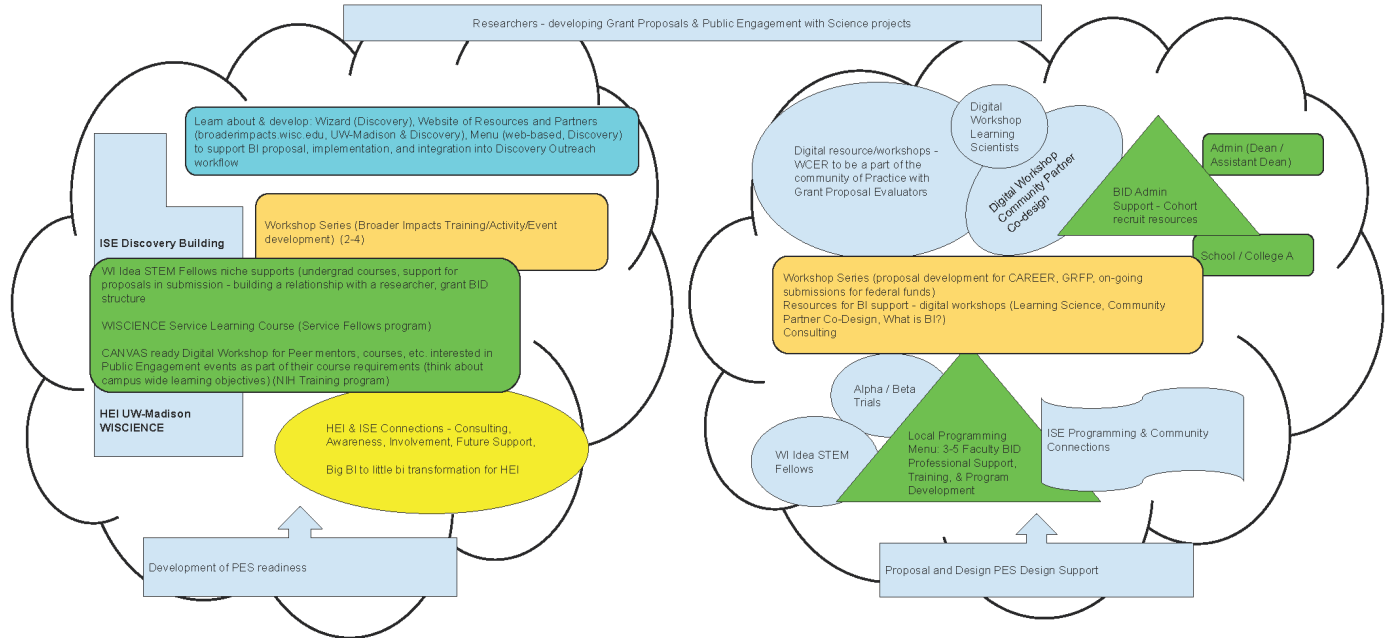 Researchers - developing Grant Proposals & Public Engagement with Science projects
Learn about & develop: Wizard (Discovery), Website of Resources and Partners
(broaderimpacts.wisc.edu, UW-Madison & Discovery), Menu (web-based, Discovery)
to support BI proposal, implementation, and integration into Discovery Outreach
workflow
Workshop Series (Broader Impacts Training/Activity/Event
development) (2-4)
ISE Discovery Building
WI Idea STEM Fellows niche supports (undergrad courses, support for
proposals in submission - building a relationship with a researcher, grant BID
structure
WISCIENCE Service Learning Course (Service Fellows program)
CANVAS ready Digital Workshop for Peer mentors, courses, etc. interested in
Public Engagement events as part of their course requirements (think about
campus wide learning objectives) (NIH Training program)
HEI UW-Madison
WISCIENCE
HEI & ISE Connections - Consulting,
Awareness, Involvement, Future Support,
Big BI to little bi transformation for HEI
Development of PES readiness
Digital resource/workshops -
WCER to be a part of the
community of Practice with
Grant Proposal Evaluators
Digital
Workshop
Learning
Scientists
Digital Workshop
Community Partner
Co-design
BID Admin
Support - Cohort
recruit resources
Admin (Dean /
Assistant Dean)
School / College A
Workshop Series (proposal development for CAREER, GRFP, on-going
submissions for federal funds)
Resources for BI support - digital workshops (Learning Science, Community
Partner Co-Design, What is BI?)
Consulting
Alpha / Beta
Trials
WI Idea STEM
Fellows
Local Programming
Menu: 3-5 Faculty BID
Professional Support,
Training, & Program
Development
ISE Programming & Community
Connections
Proposal and Design PES Design Support